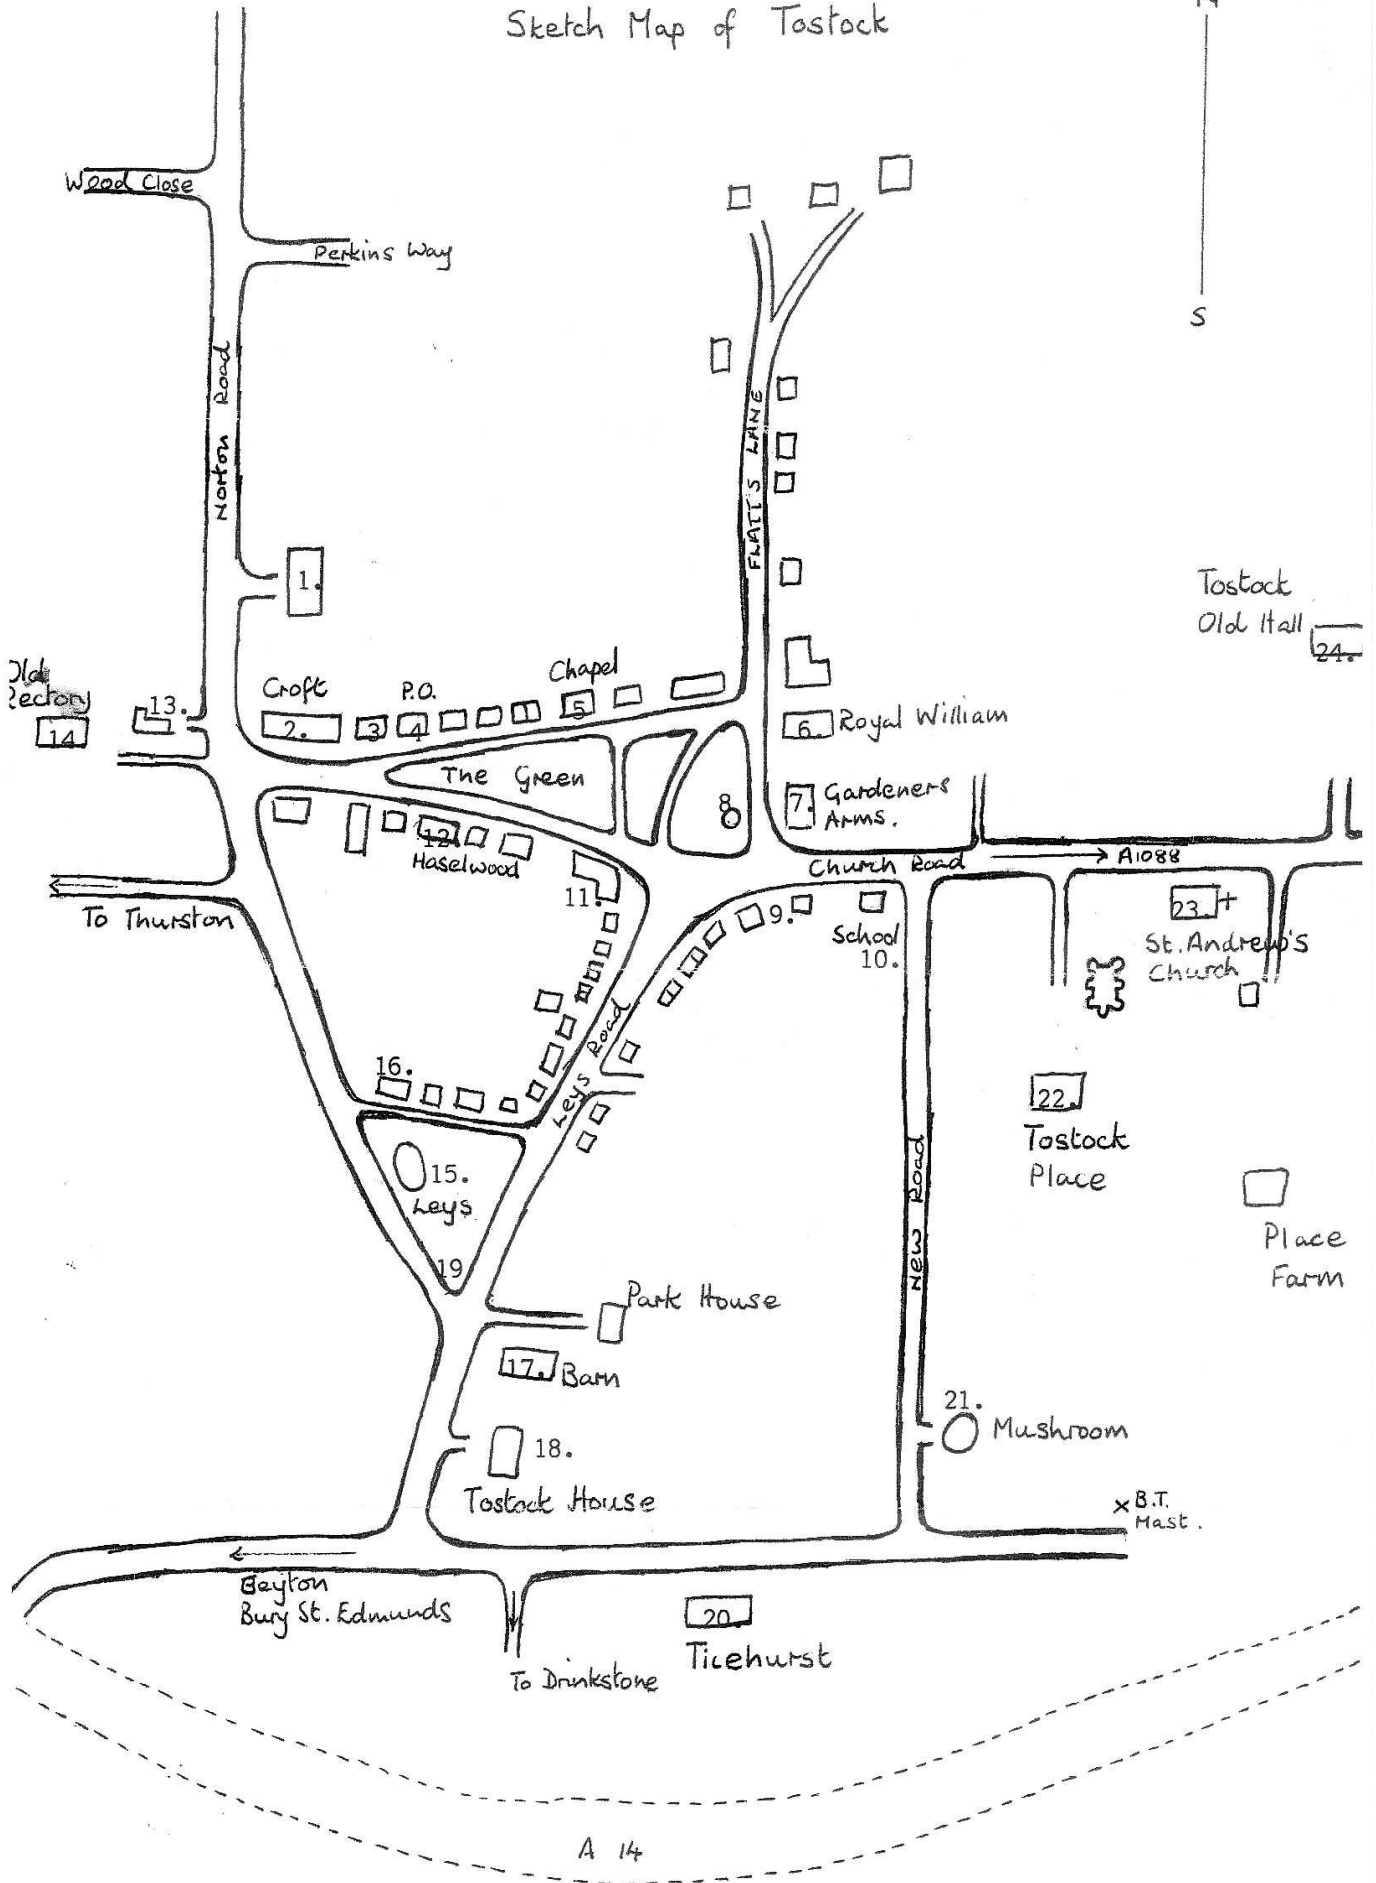 Sketch Map of Tostock
N
S
Wood Close
Perkins Way
Norton Road
FLATT'S LANE
1.
Tostock
Old Hall
24.
Old
Rectory
14
13.
Croft
2.
3
P.O.
4
Chapel
5
6.
Royal William
The Green
8
7.
Gardeners
Arms.
12.
Haselwood
11.
Church Road
A1088
To Thurston
9.
School
10.
23.
St. Andrew's
Church
Leys Road
16.
15.
Leys
19
22.
Tostock
Place
New Road
Place
Farm
Park House
17.
Barn
18.
Tostock House
21.
Mushroom
B.T.
Mast.
Beyton
Bury St. Edmunds
20.
Ticehurst
To Drinkstone
A 14